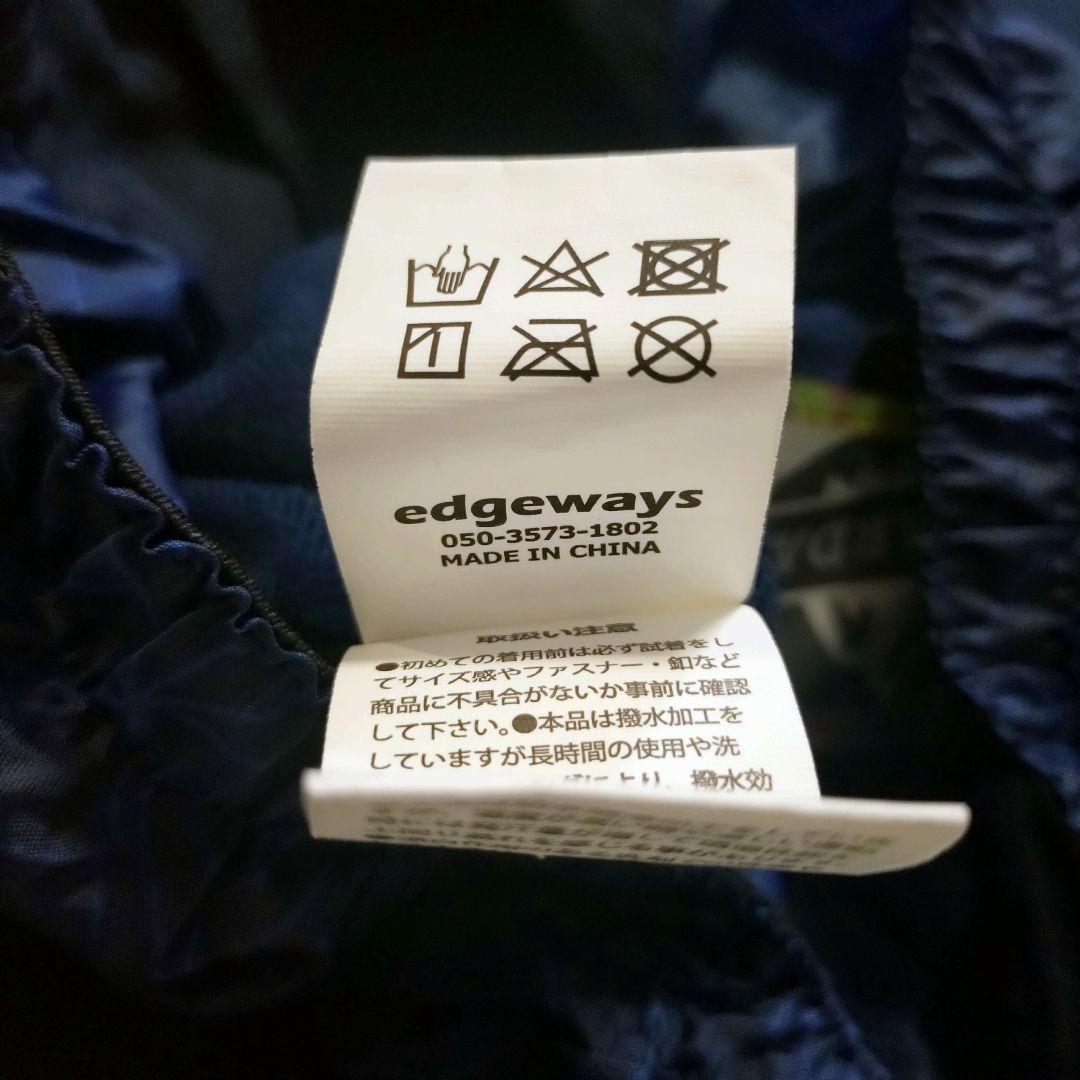 edgeways
050-3573-1802
MADE IN CHINA
取扱い注意
●初めての着用前は必ず試着をし
てサイズ感やファスナー・釦など
商品に不具合がないか事前に確認
して下さい。●本品は撥水加工を
していますが長時間の使用や洗
により、撥水効